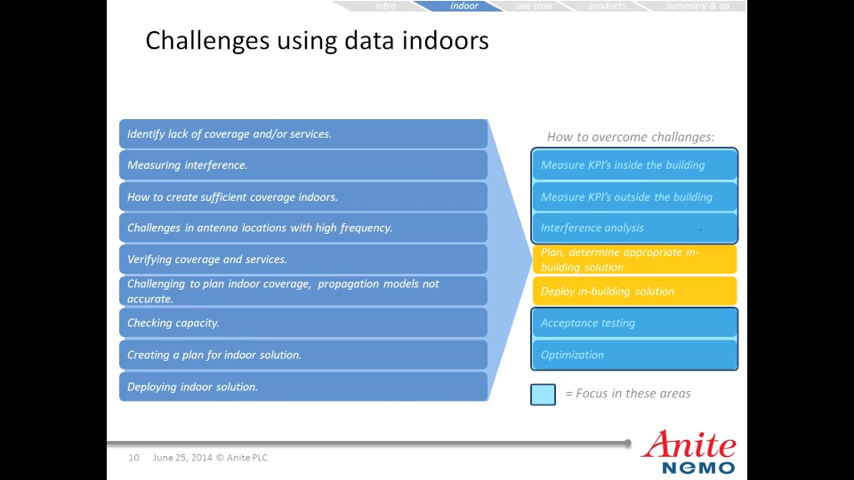 intro indoor use case products summary & qa
Challenges using data indoors
Identify lack of coverage and/or services.
Measuring interference.
How to create sufficient coverage indoors.
Challenges in antenna locations with high frequency.
Verifying coverage and services.
Challenging to plan indoor coverage, propagation models not
accurate.
Checking capacity.
Creating a plan for indoor solution.
Deploying indoor solution.
How to overcome challanges:
Measure KPI's inside the building
Measure KPI's outside the building
Interference analysis
Plan, determine appropriate in-
building solution
Deploy in-building solution
Acceptance testing
Optimization
= Focus in these areas
10 June 25, 2014 © Anite PLC
Anite
NEMO